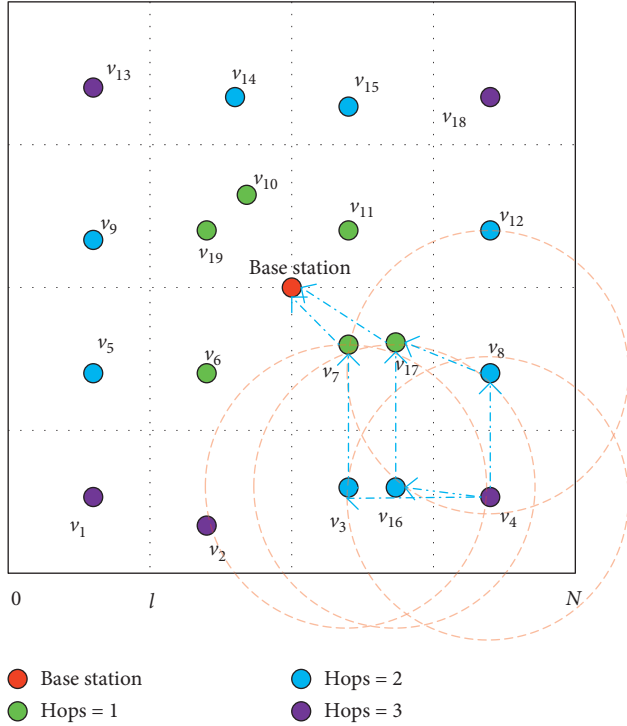 v13
v14
v15
v18
v10
v9
v19
v11
v12
Base station
v5
v6
v7
v17
v8
v1
v2
v3
v16
v4
0
l
N
Base station
Hops = 2
Hops = 1
Hops = 3